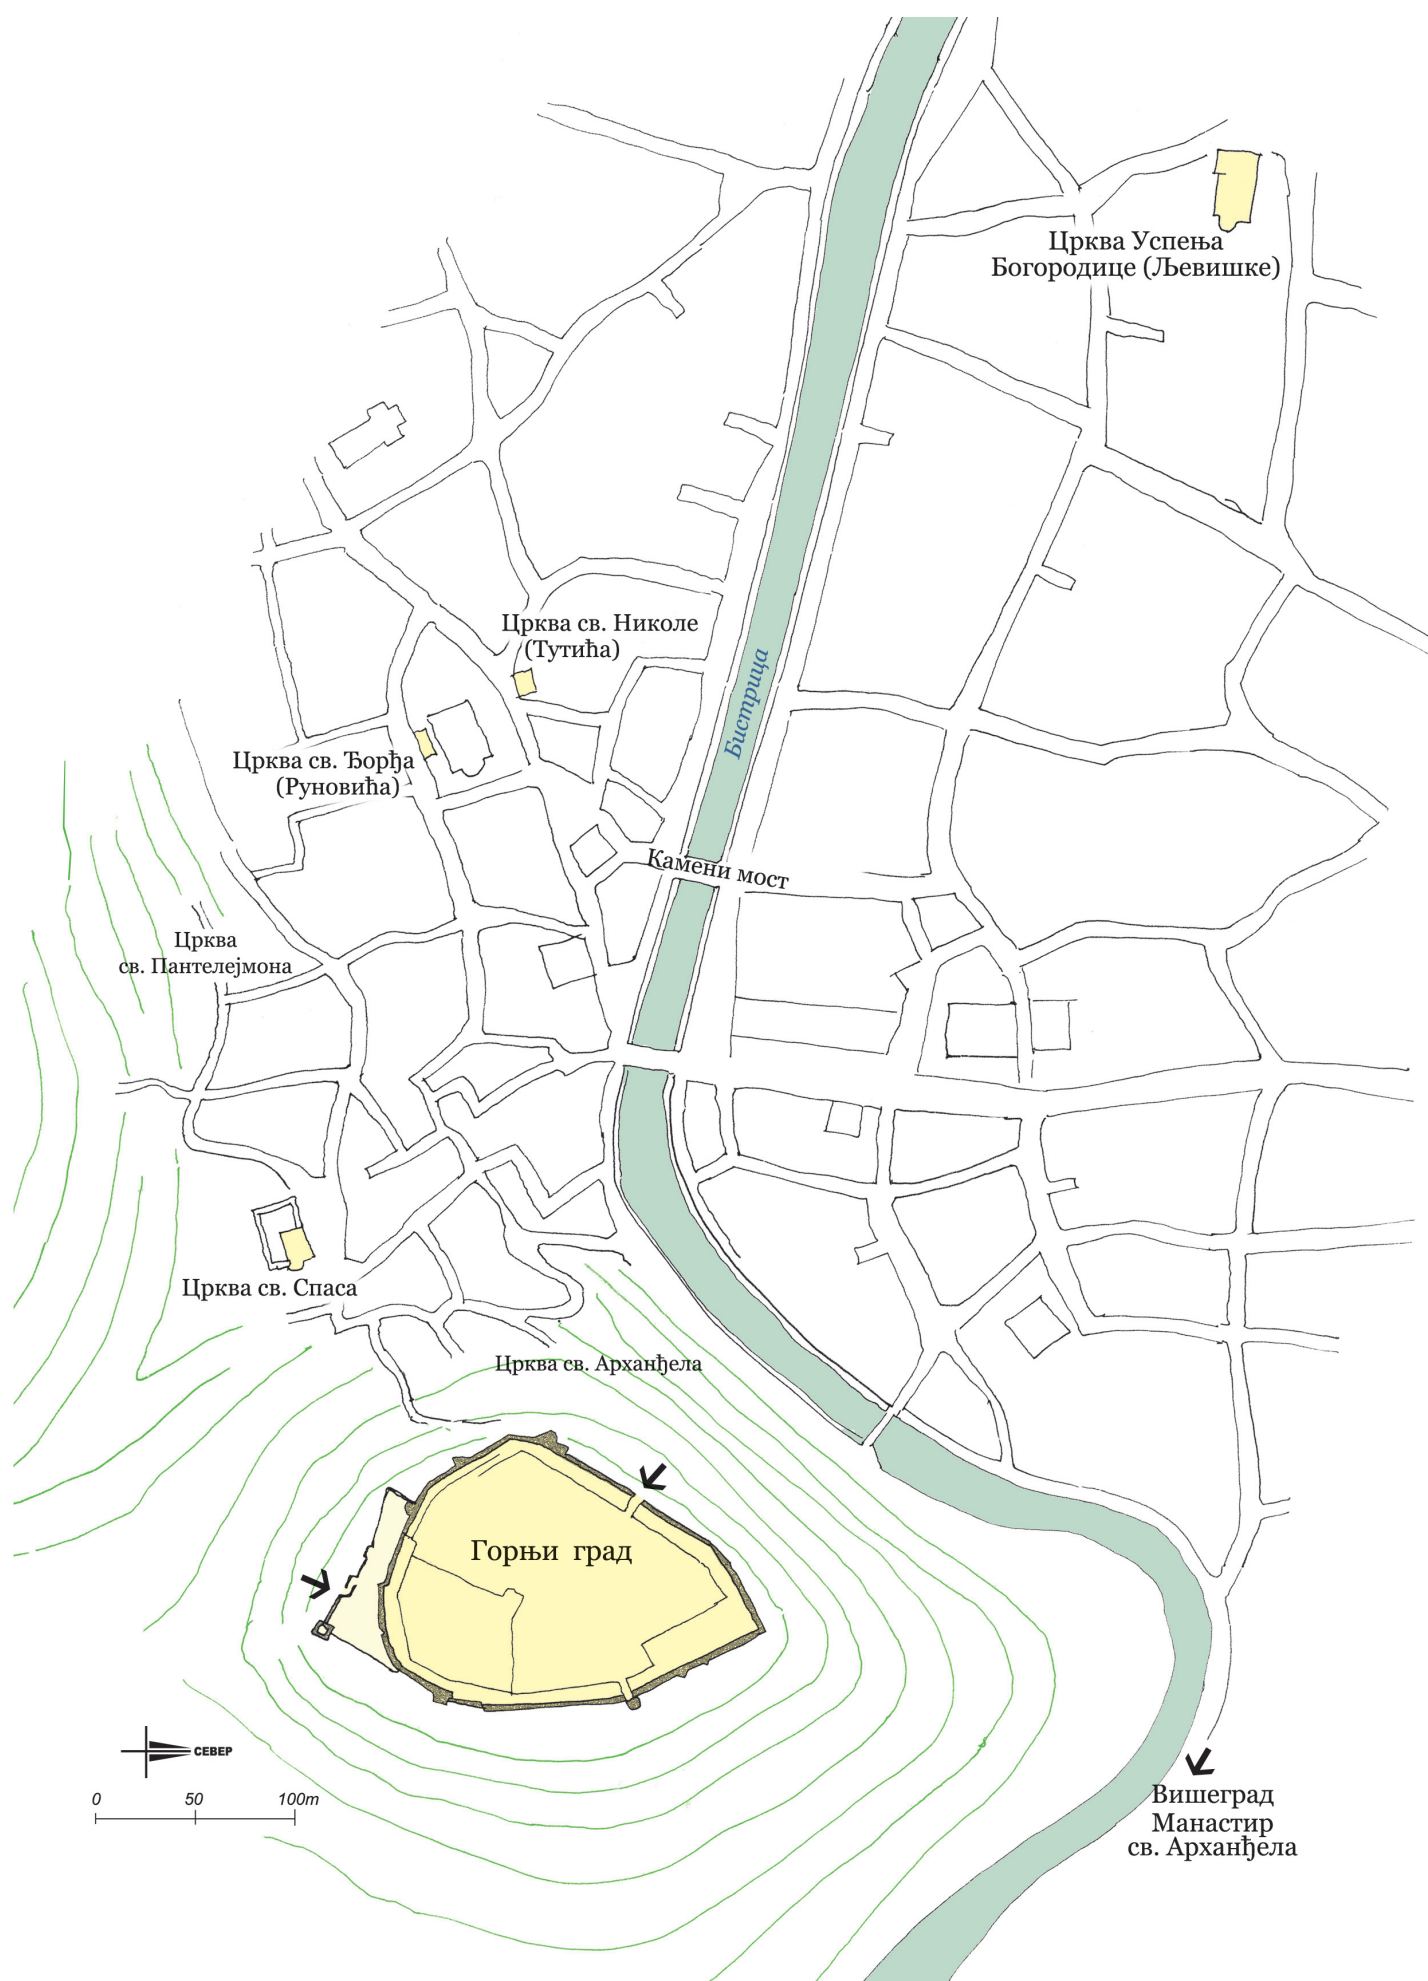 Црква Успења
Богородице (Љевишке)
Црква св. Николе
(Тутића)
Бистрица
Црква св. Ђорђа
(Руновића)
Камени мост
Црква
св. Пантелејмона
Црква св. Спаса
Црква св. Арханђела
Горњи град
СЕВЕР
0 50 100m
Вишеград
Манастир
св. Арханђела